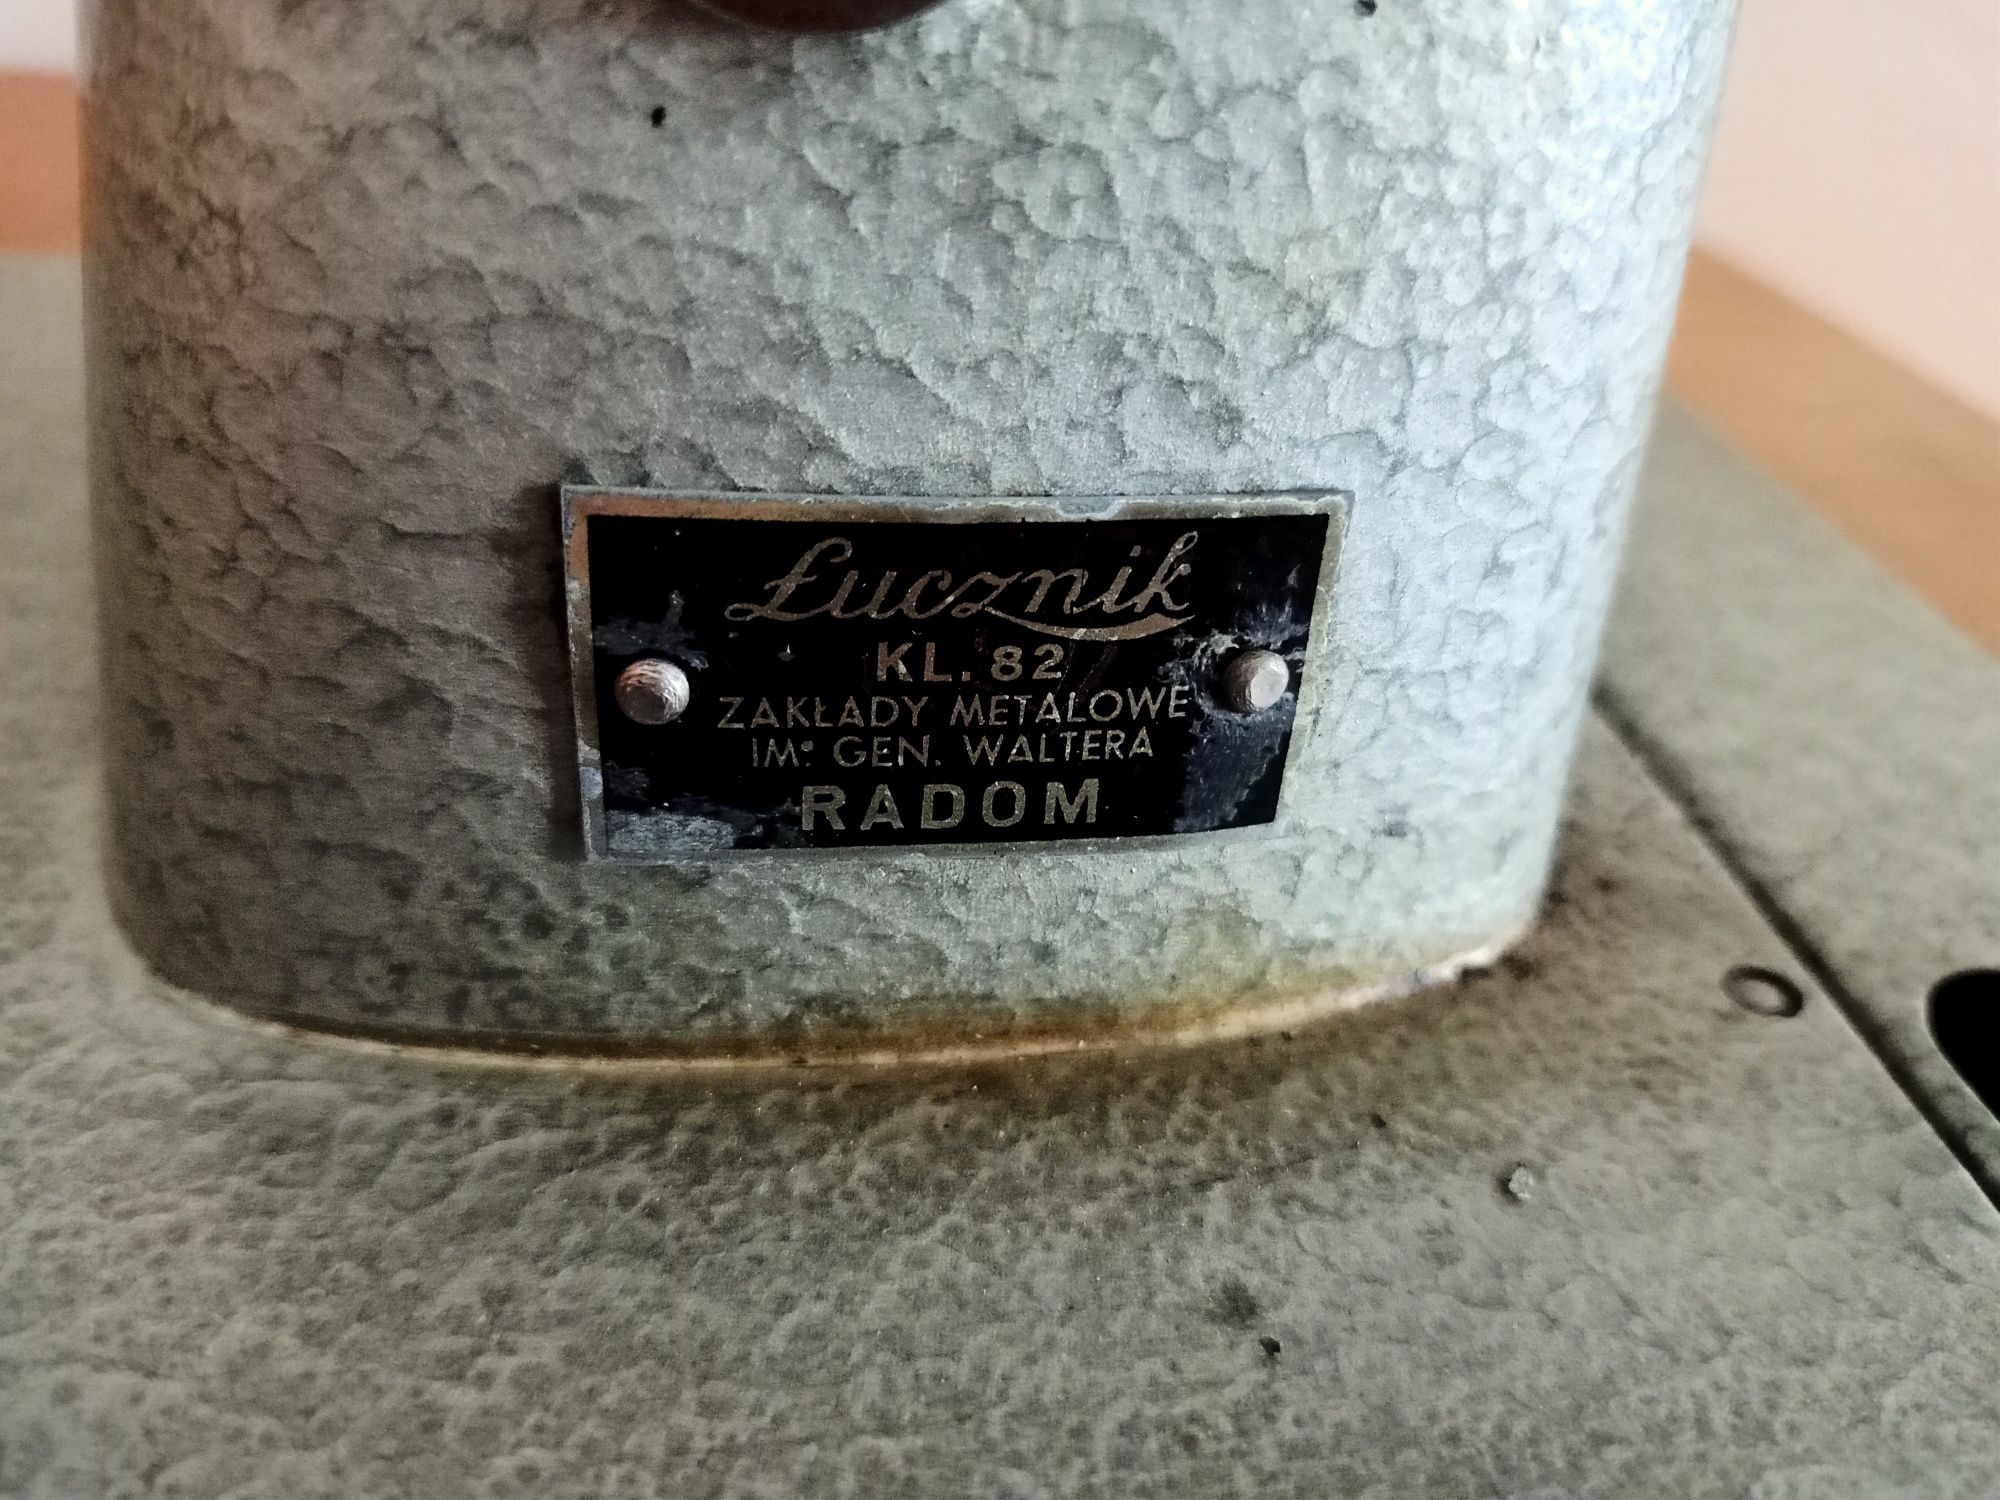 Łucznik
KL. 82
ZAKŁADY METALOWE
IM. GEN. WALTERA
RADOM